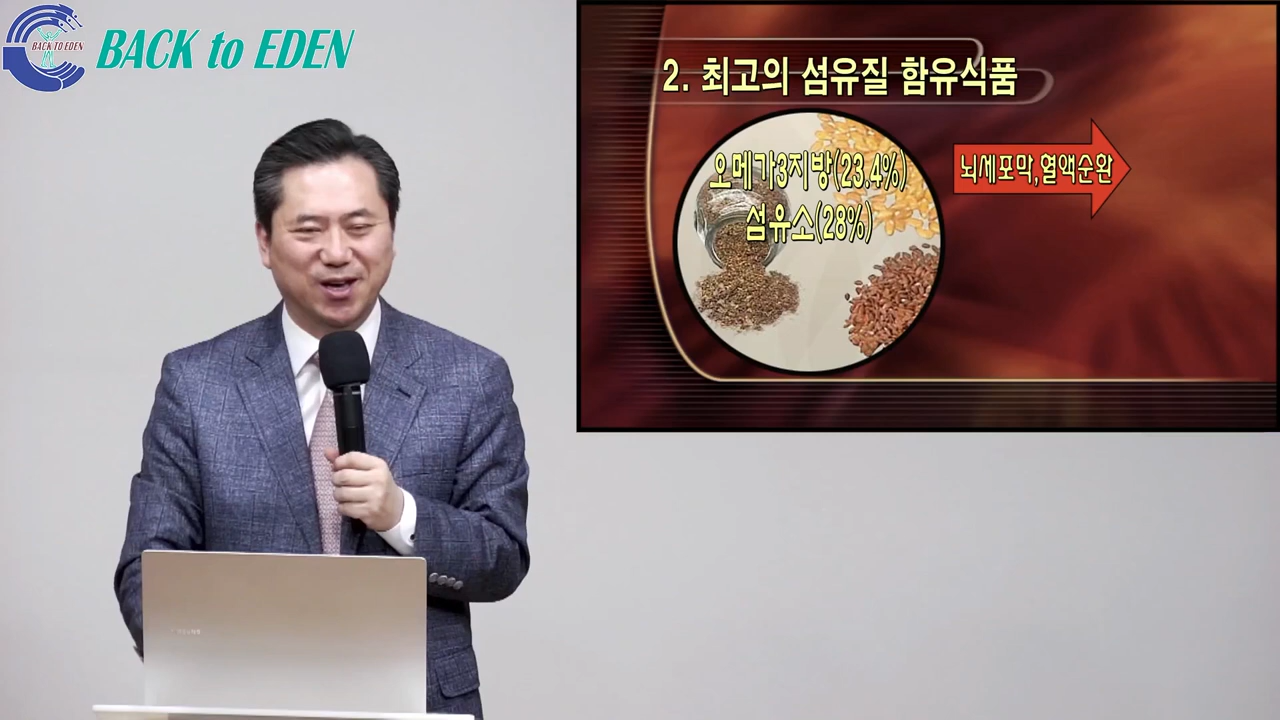 BACK TO EDEN
BACK to EDEN
2. 최고의 섬유질 함유식품
오메가3지방(23.4%)
섬유소(28%)
뇌세포막,혈액순환